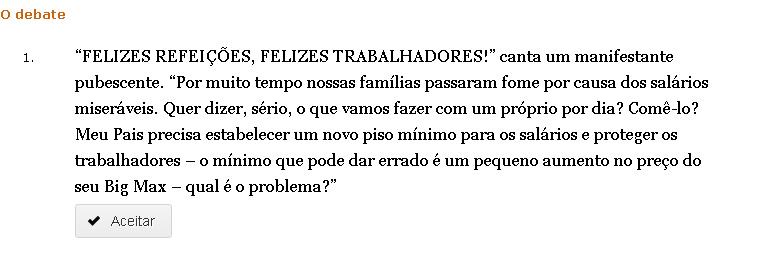 O debate
1. “FELIZES REFEIÇÕES, FELIZES TRABALHADORES!” canta um manifestante
pubescente. “Por muito tempo nossas famílias passaram fome por causa dos salários
miseráveis. Quer dizer, sério, o que vamos fazer com um próprio por dia? Comê-lo?
Meu Pais precisa estabelecer um novo piso mínimo para os salários e proteger os
trabalhadores – o mínimo que pode dar errado é um pequeno aumento no preço do
seu Big Max – qual é o problema?”
Aceitar